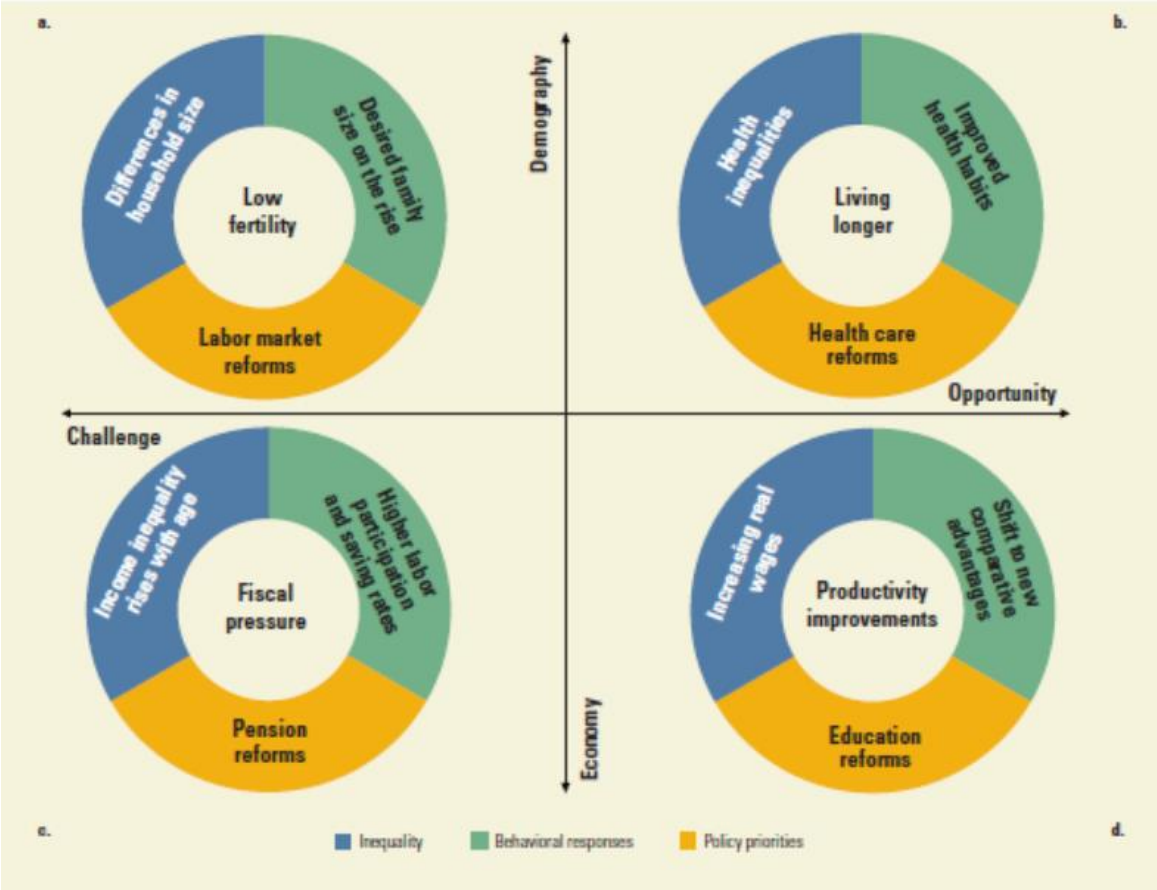 a.
b.
Demography
Differences in
household size
Desired family
size on the rise
Low
fertility
Labor market
reforms
Health
inequalities
Improved
health habits
Living
longer
Health care
reforms
Opportunity
Challenge
Income inequality
rises with age
Higher labor
participation
and saving rates
Fiscal
pressure
Pension
reforms
Increasing real
wages
Shift to new
comparative
advantages
Productivity
improvements
Education
reforms
Economy
c.
d.
Inequality
Behavioral responses
Policy priorities